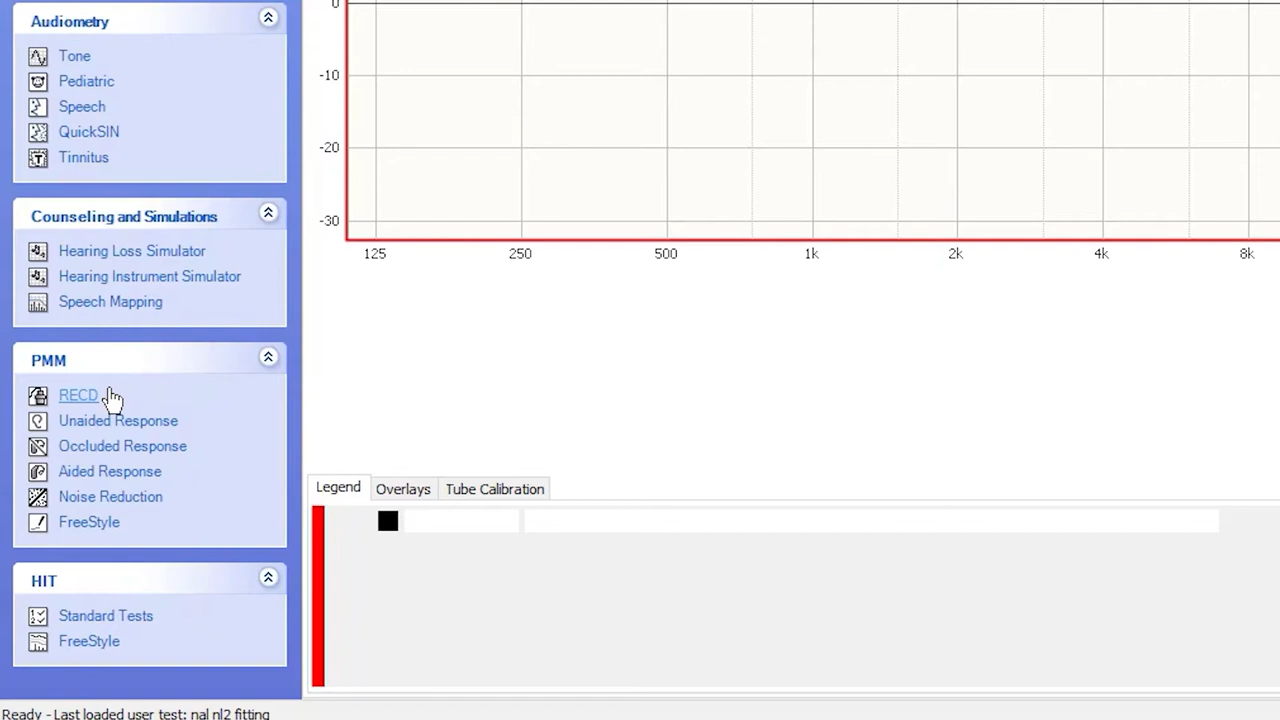 Audiometry
Tone
Pediatric
Speech
QuickSIN
Tinnitus
Counseling and Simulations
Hearing Loss Simulator
Hearing Instrument Simulator
Speech Mapping
PMM
RECD
Unaided Response
Occluded Response
Aided Response
Noise Reduction
FreeStyle
HIT
Standard Tests
FreeStyle
0
-10
-20
-30
125 250 500 1k 2k 4k 8k
Legend Overlays Tube Calibration
Ready - Last loaded user test: nal nl2 fitting